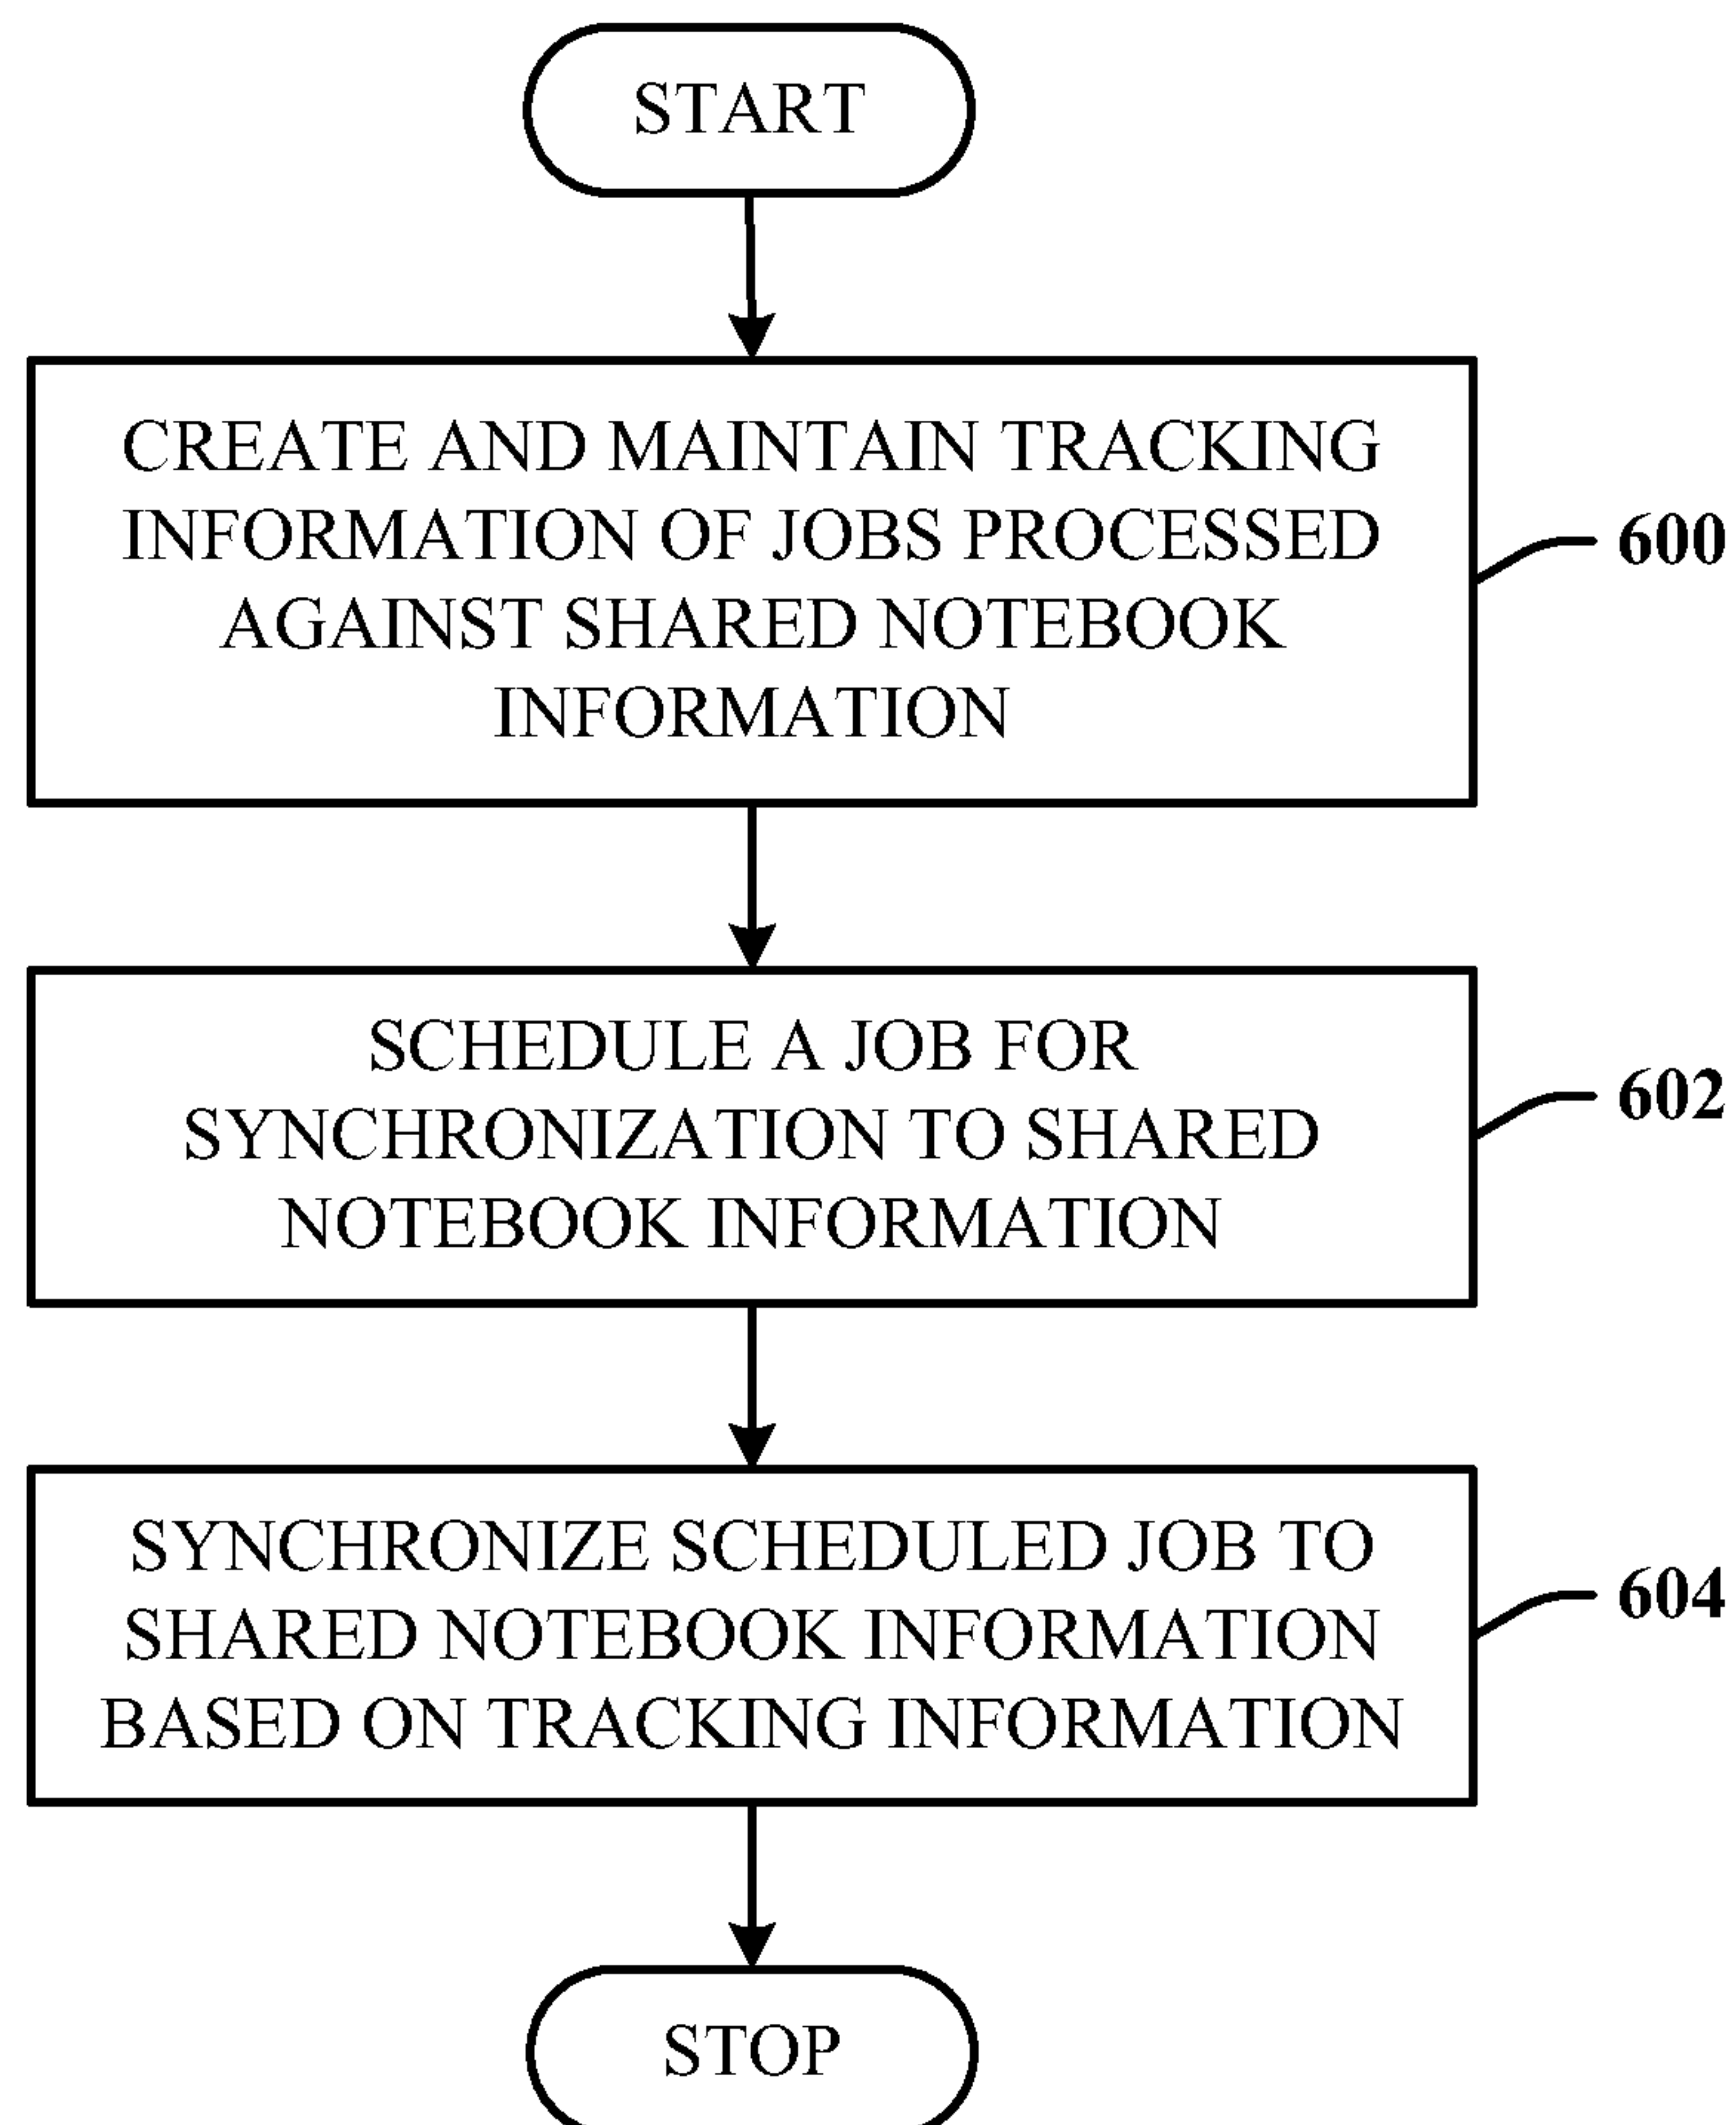 START
CREATE AND MAINTAIN TRACKING
INFORMATION OF JOBS PROCESSED
AGAINST SHARED NOTEBOOK
INFORMATION
600
SCHEDULE A JOB FOR
SYNCHRONIZATION TO SHARED
NOTEBOOK INFORMATION
602
SYNCHRONIZE SCHEDULED JOB TO
SHARED NOTEBOOK INFORMATION
BASED ON TRACKING INFORMATION
604
STOP